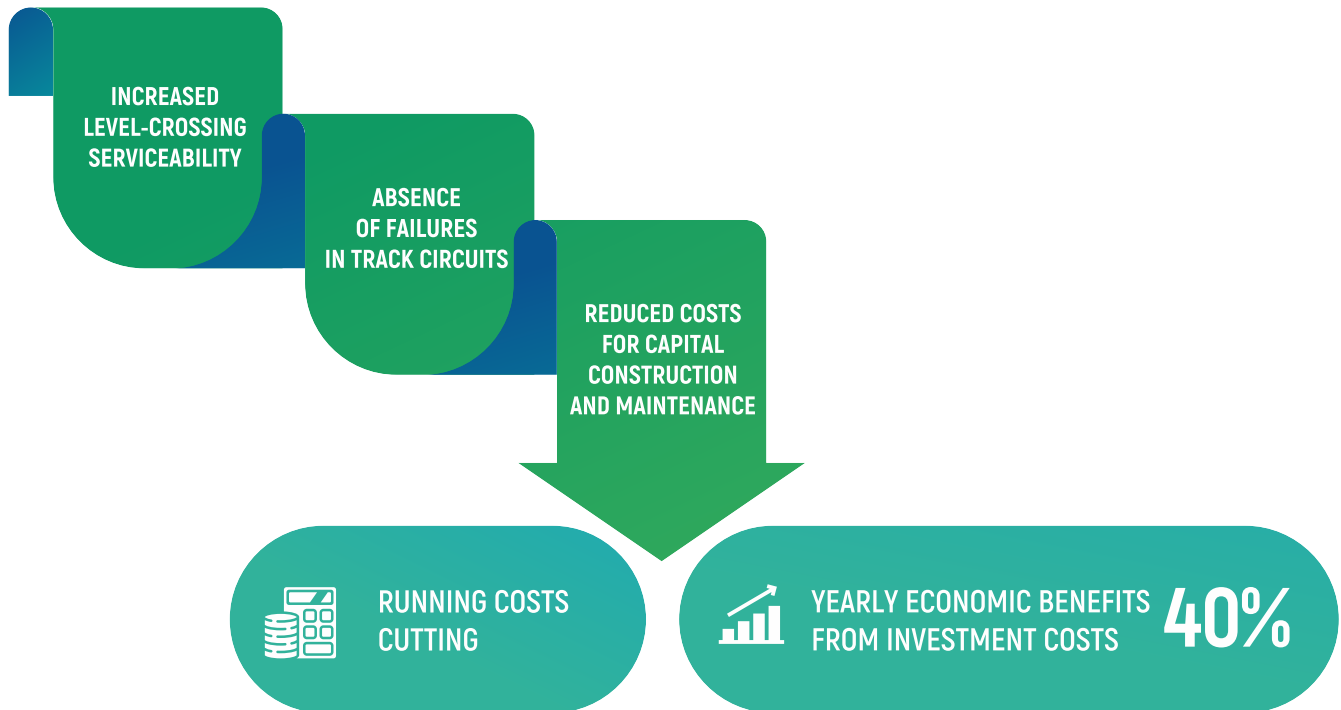 INCREASED
LEVEL-CROSSING
SERVICEABILITY
ABSENCE
OF FAILURES
IN TRACK CIRCUITS
REDUCED COSTS
FOR CAPITAL
CONSTRUCTION
AND MAINTENANCE
RUNNING COSTS
CUTTING
YEARLY ECONOMIC BENEFITS
FROM INVESTMENT COSTS
40%